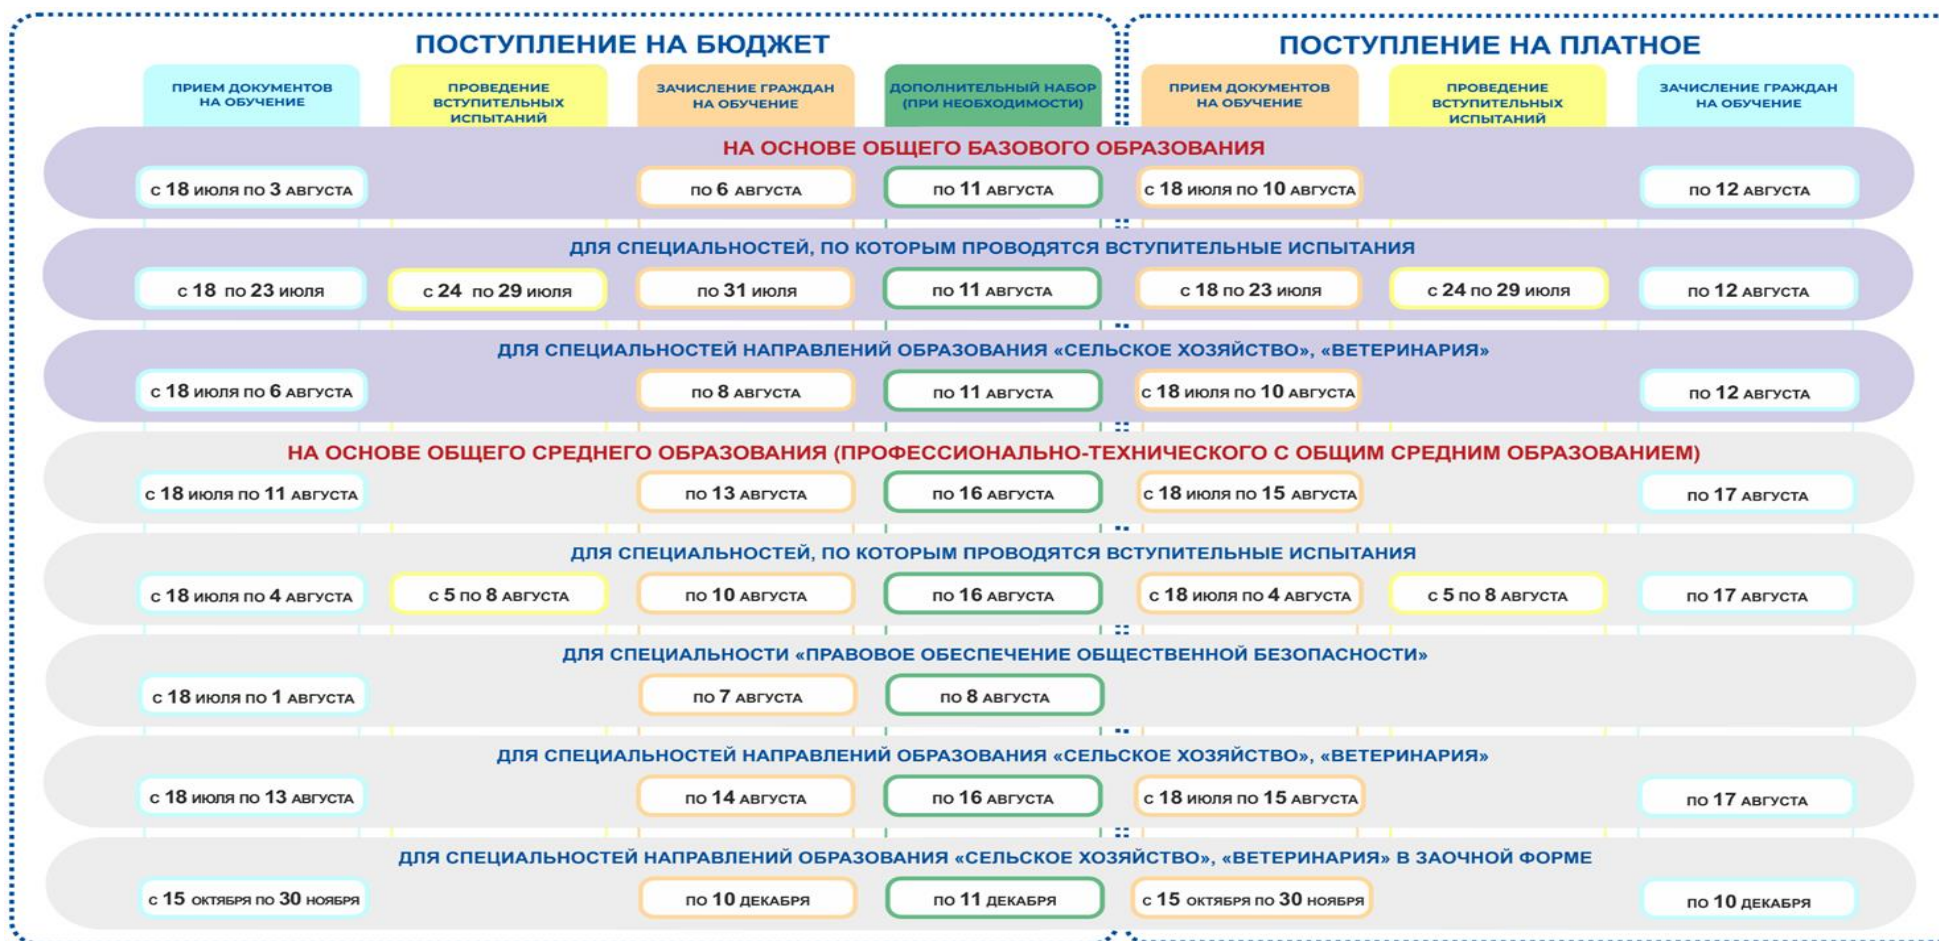 ПОСТУПЛЕНИЕ НА БЮДЖЕТ
ПОСТУПЛЕНИЕ НА ПЛАТНОЕ
ПРИЕМ ДОКУМЕНТОВ
НА ОБУЧЕНИЕ
ПРОВЕДЕНИЕ
ВСТУПИТЕЛЬНЫХ
ИСПЫТАНИЙ
ЗАЧИСЛЕНИЕ ГРАЖДАН
НА ОБУЧЕНИЕ
ДОПОЛНИТЕЛЬНЫЙ НАБОР
(ПРИ НЕОБХОДИМОСТИ)
ПРИЕМ ДОКУМЕНТОВ
НА ОБУЧЕНИЕ
ПРОВЕДЕНИЕ
ВСТУПИТЕЛЬНЫХ
ИСПЫТАНИЙ
ЗАЧИСЛЕНИЕ ГРАЖДАН
НА ОБУЧЕНИЕ
НА ОСНОВЕ ОБЩЕГО БАЗОВОГО ОБРАЗОВАНИЯ
С 18 ИЮЛЯ ПО 3 АВГУСТА
ПО 6 АВГУСТА
ПО 11 АВГУСТА
С 18 ИЮЛЯ ПО 10 АВГУСТА
ПО 12 АВГУСТА
ДЛЯ СПЕЦИАЛЬНОСТЕЙ, ПО КОТОРЫМ ПРОВОДЯТСЯ ВСТУПИТЕЛЬНЫЕ ИСПЫТАНИЯ
С 18 ПО 23 ИЮЛЯ
С 24 ПО 29 ИЮЛЯ
ПО 31 ИЮЛЯ
ПО 11 АВГУСТА
С 18 ПО 23 ИЮЛЯ
С 24 ПО 29 ИЮЛЯ
ПО 12 АВГУСТА
ДЛЯ СПЕЦИАЛЬНОСТЕЙ НАПРАВЛЕНИЙ ОБРАЗОВАНИЯ «СЕЛЬСКОЕ ХОЗЯЙСТВО», «ВЕТЕРИНАРИЯ»
С 18 ИЮЛЯ ПО 6 АВГУСТА
ПО 8 АВГУСТА
ПО 11 АВГУСТА
С 18 ИЮЛЯ ПО 10 АВГУСТА
ПО 12 АВГУСТА
НА ОСНОВЕ ОБЩЕГО СРЕДНЕГО ОБРАЗОВАНИЯ (ПРОФЕССИОНАЛЬНО-ТЕХНИЧЕСКОГО С ОБЩИМ СРЕДНИМ ОБРАЗОВАНИЕМ)
С 18 ИЮЛЯ ПО 11 АВГУСТА
ПО 13 АВГУСТА
ПО 16 АВГУСТА
С 18 ИЮЛЯ ПО 15 АВГУСТА
ПО 17 АВГУСТА
ДЛЯ СПЕЦИАЛЬНОСТЕЙ, ПО КОТОРЫМ ПРОВОДЯТСЯ ВСТУПИТЕЛЬНЫЕ ИСПЫТАНИЯ
С 18 ИЮЛЯ ПО 4 АВГУСТА
С 5 ПО 8 АВГУСТА
ПО 10 АВГУСТА
ПО 16 АВГУСТА
С 18 ИЮЛЯ ПО 4 АВГУСТА
С 5 ПО 8 АВГУСТА
ПО 17 АВГУСТА
ДЛЯ СПЕЦИАЛЬНОСТИ «ПРАВОВОЕ ОБЕСПЕЧЕНИЕ ОБЩЕСТВЕННОЙ БЕЗОПАСНОСТИ»
С 18 ИЮЛЯ ПО 1 АВГУСТА
ПО 7 АВГУСТА
ПО 8 АВГУСТА
ДЛЯ СПЕЦИАЛЬНОСТЕЙ НАПРАВЛЕНИЙ ОБРАЗОВАНИЯ «СЕЛЬСКОЕ ХОЗЯЙСТВО», «ВЕТЕРИНАРИЯ»
С 18 ИЮЛЯ ПО 13 АВГУСТА
ПО 14 АВГУСТА
ПО 16 АВГУСТА
С 18 ИЮЛЯ ПО 15 АВГУСТА
ПО 17 АВГУСТА
ДЛЯ СПЕЦИАЛЬНОСТЕЙ НАПРАВЛЕНИЙ ОБРАЗОВАНИЯ «СЕЛЬСКОЕ ХОЗЯЙСТВО», «ВЕТЕРИНАРИЯ» В ЗАОЧНОЙ ФОРМЕ
С 15 ОКТЯБРЯ ПО 30 НОЯБРЯ
ПО 10 ДЕКАБРЯ
ПО 11 ДЕКАБРЯ
С 15 ОКТЯБРЯ ПО 30 НОЯБРЯ
ПО 10 ДЕКАБРЯ